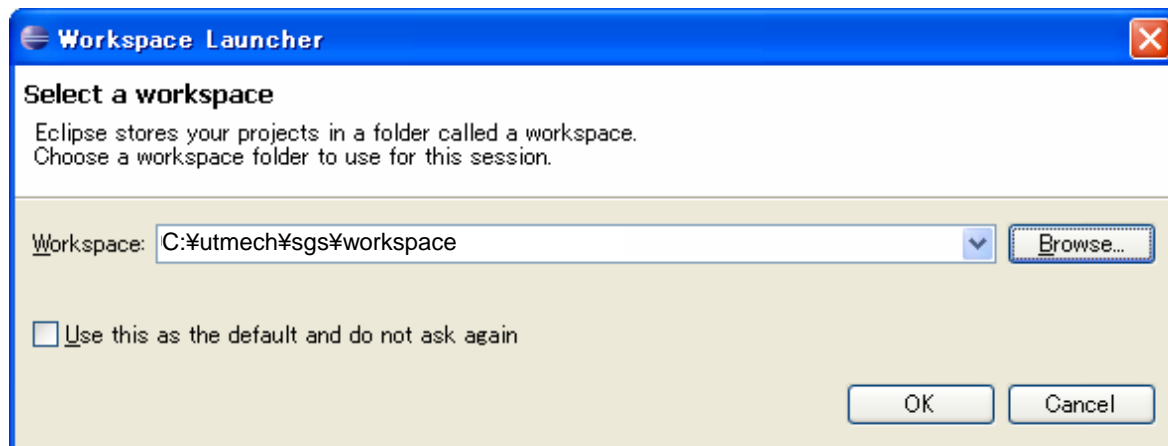 Workspace Launcher
Select a workspace
Eclipse stores your projects in a folder called a workspace.
Choose a workspace folder to use for this session.
Workspace: C:¥utmech¥sgs¥workspace Browse...
Use this as the default and do not ask again
OK Cancel